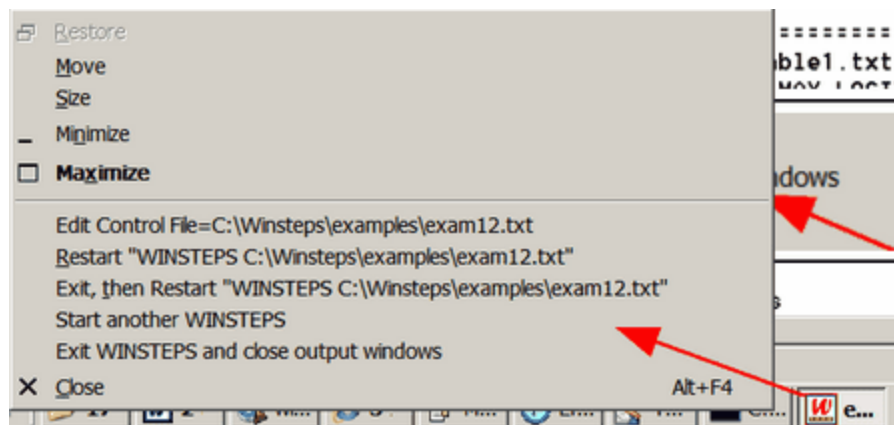 Restore
Move
Size
Minimize
Maximize
Edit Control File=C:\Winsteps\examples\exam12.txt
Restart "WINSTEPS C:\Winsteps\examples\exam12.txt"
Exit, then Restart "WINSTEPS C:\Winsteps\examples\exam12.txt"
Start another WINSTEPS
Exit WINSTEPS and close output windows
Close Alt+F4
========
ble1.txt
dows
W e...